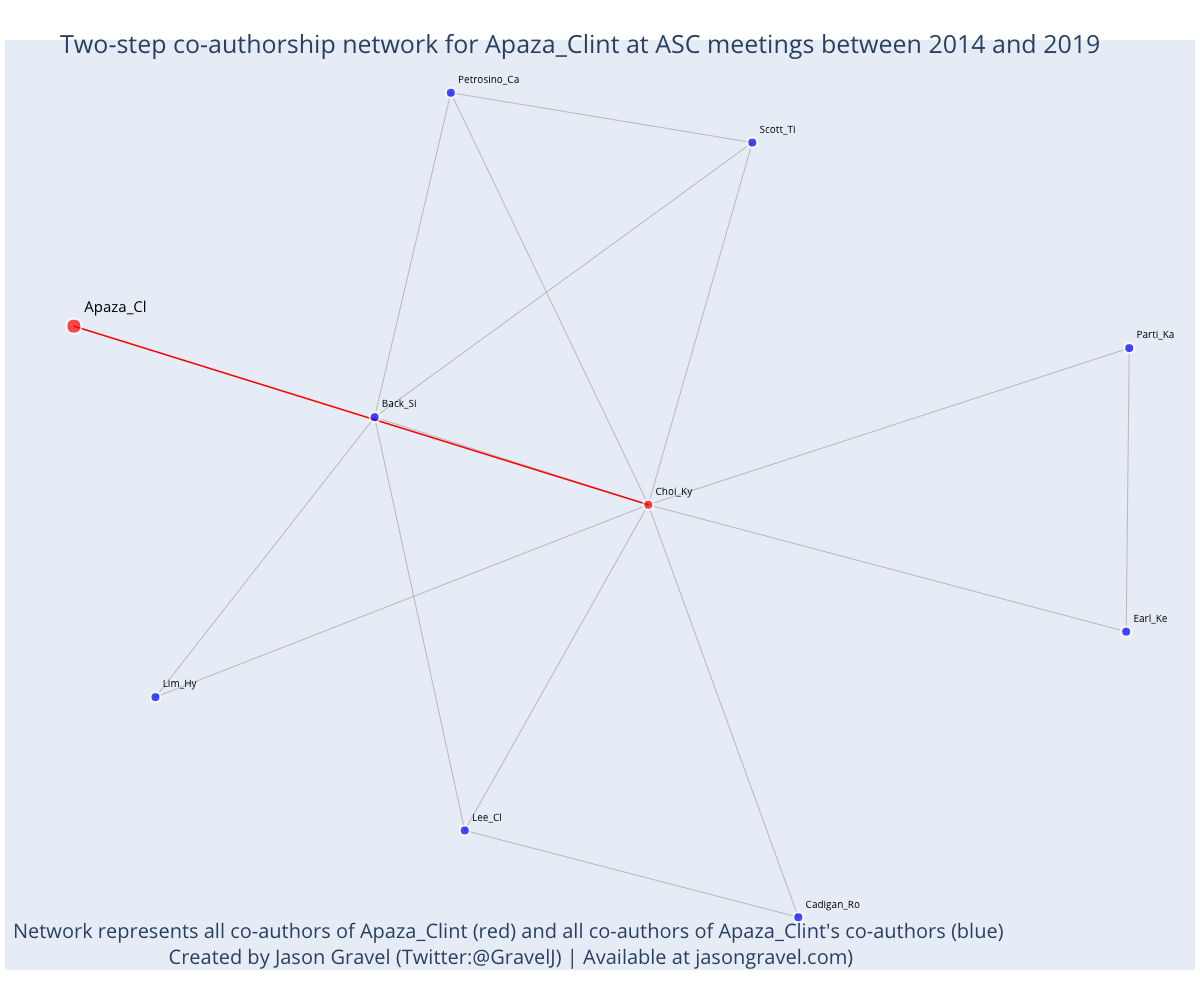 Two-step co-authorship network for Apaza_Clint at ASC meetings between 2014 and 2019
Petrosino_Ca
Scott_Ti
Apaza_Cl
Parti_Ka
Back_Si
Choi_Ky
Earl_Ke
Lim_Hy
Lee_Cl
Cadigan_Ro
Network represents all co-authors of Apaza_Clint (red) and all co-authors of Apaza_Clint's co-authors (blue)
Created by Jason Gravel (Twitter:@GravelJ) | Available at jasongravel.com)